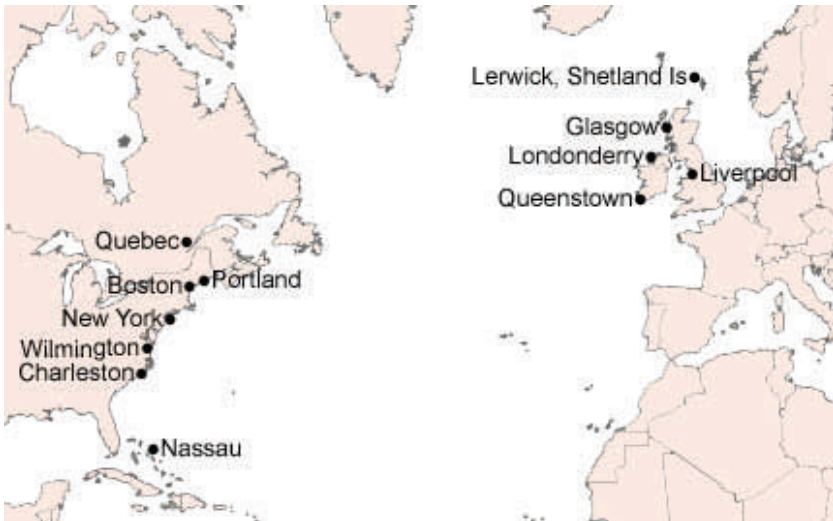 Lerwick, Shetland Is
Glasgow
Londonderry
Liverpool
Queenstown
Quebec
Portland
Boston
New York
Wilmington
Charleston
Nassau